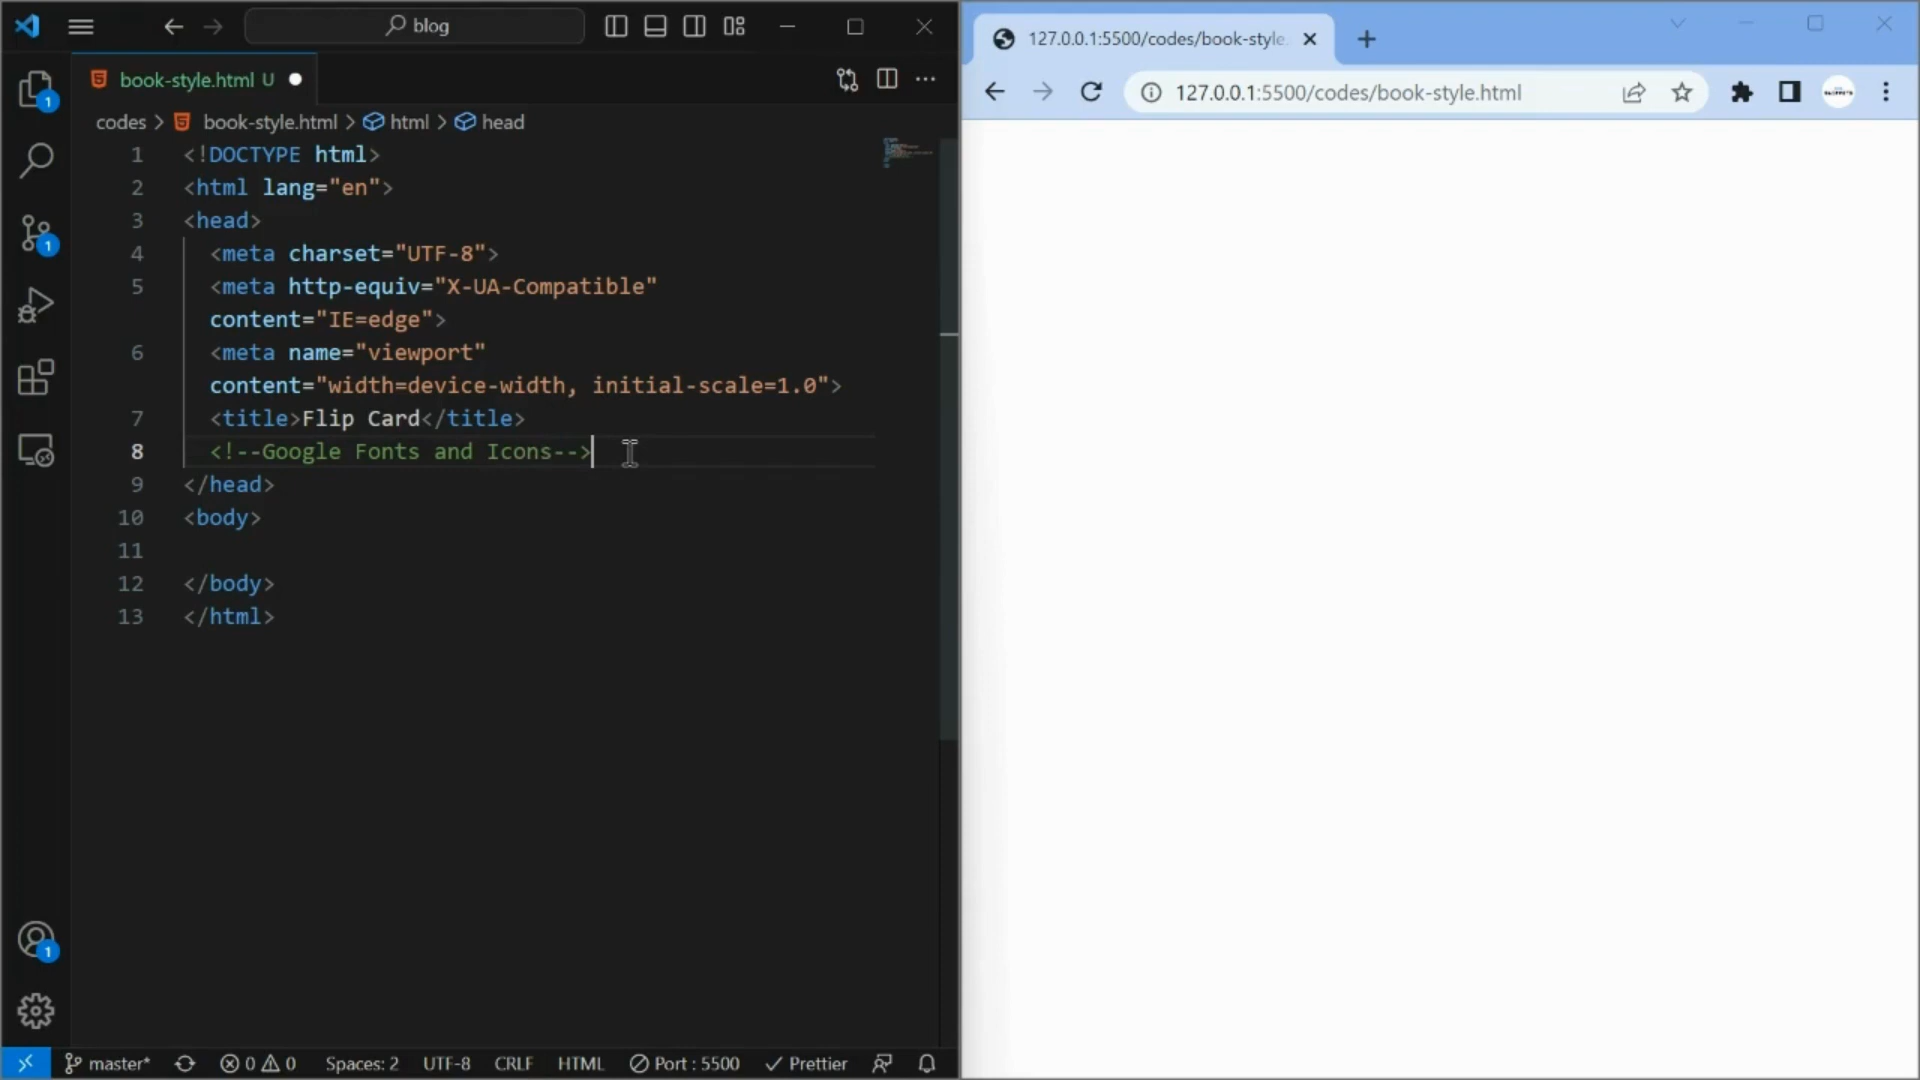 blog
book-style.html U
codes > book-style.html > html > head
1 <!DOCTYPE html>
2 <html lang="en">
3 <head>
4 <meta charset="UTF-8">
5 <meta http-equiv="X-UA-Compatible"
content="IE=edge">
6 <meta name="viewport"
content="width=device-width, initial-scale=1.0">
7 <title>Flip Card</title>
8 <!--Google Fonts and Icons-->
9 </head>
10 <body>
11
12 </body>
13 </html>
1
1
1
master* 0 0 Spaces: 2 UTF-8 CRLF HTML Port : 5500 Prettier
127.0.0.1:5500/codes/book-style
127.0.0.1:5500/codes/book-style.html